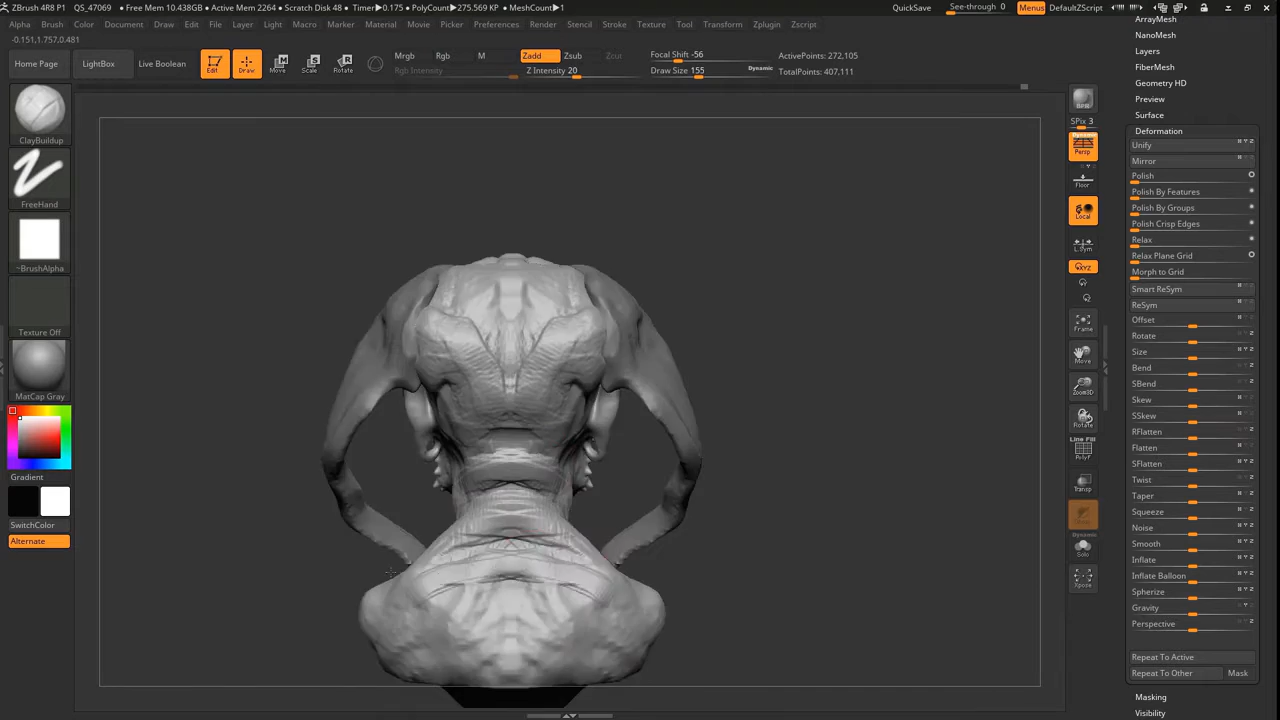 ZBrush 4R8 P1 QS_47069 • Free Mem 10.438GB • Active Mem 2264 • Scratch Disk 48 • Timer▶0.175 • PolyCount▶275.569 KP • MeshCount▶1
QuickSave See-through 0 Menus DefaultZScript
Alpha Brush Color Document Draw Edit File Layer Light Macro Marker Material Movie Picker Preferences Render Stencil Stroke Texture Tool Transform Zplugin Zscript
-0.151,1.757,0.481
Home Page LightBox Live Boolean Edit Draw Move Scale Rotate
Mrgb Rgb M Zadd Zsub Zcut
Rgb Intensity Z Intensity 20
Focal Shift -56
Draw Size 155 Dynamic
ActivePoints: 272,105
TotalPoints: 407,111
ClayBuildup
FreeHand
~BrushAlpha
Texture Off
MatCap Gray
Gradient
SwitchColor
Alternate
BPR
SPix 3
Dynamic
Persp
Floor
Local
L.Sym
XYZ
Frame
Move
Zoom3D
Rotate
Line Fill
PolyF
Transp
Dynamic
Solo
Xpose
ArrayMesh
NanoMesh
Layers
FiberMesh
Geometry HD
Preview
Surface
Deformation
Unify
Mirror
Polish
Polish By Features
Polish By Groups
Polish Crisp Edges
Relax
Relax Plane Grid
Morph to Grid
Smart ReSym
ReSym
Offset
Rotate
Size
Bend
SBend
Skew
SSkew
RFlatten
Flatten
SFlatten
Twist
Taper
Squeeze
Noise
Smooth
Inflate
Inflate Balloon
Spherize
Gravity
Perspective
Repeat To Active
Repeat To Other Mask
Masking
Visibility